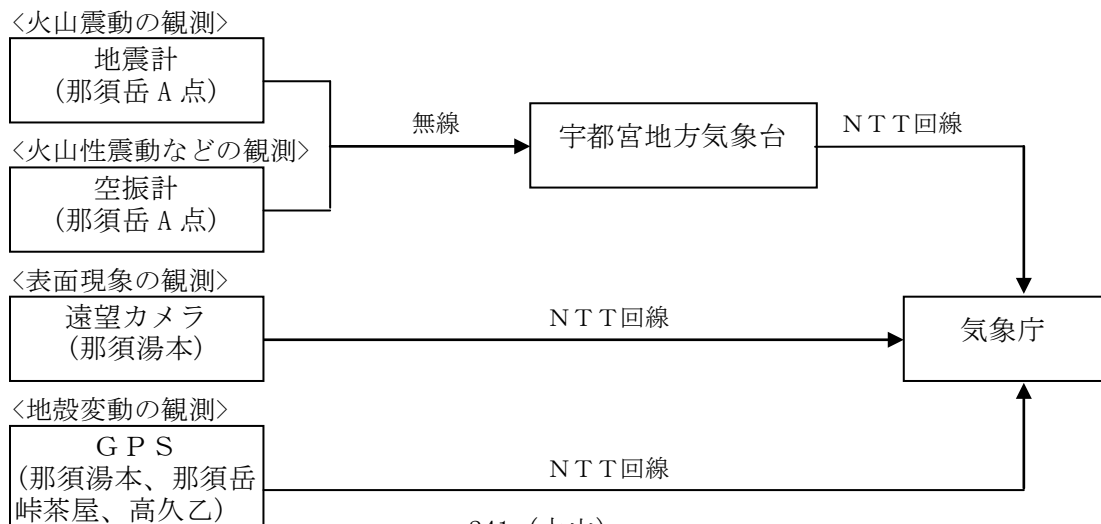 <火山震動の観測>
地震計
(那須岳 A 点)
無線
宇都宮地方気象台
ＮＴＴ回線
<火山性震動などの観測>
空振計
(那須岳 A 点)
<表面現象の観測>
遠望カメラ
(那須湯本)
ＮＴＴ回線
気象庁
<地殻変動の観測>
ＧＰＳ
(那須湯本、那須岳
峠茶屋、高久乙)
ＮＴＴ回線